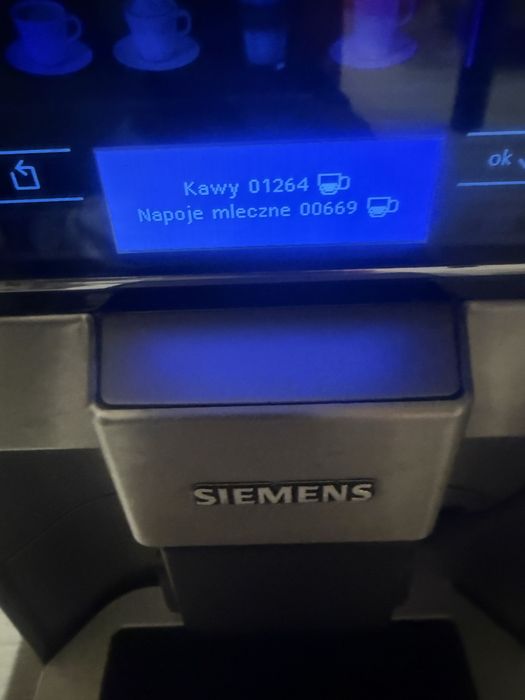 Kawy 01264
Napoje mleczne 00669
ok
SIEMENS